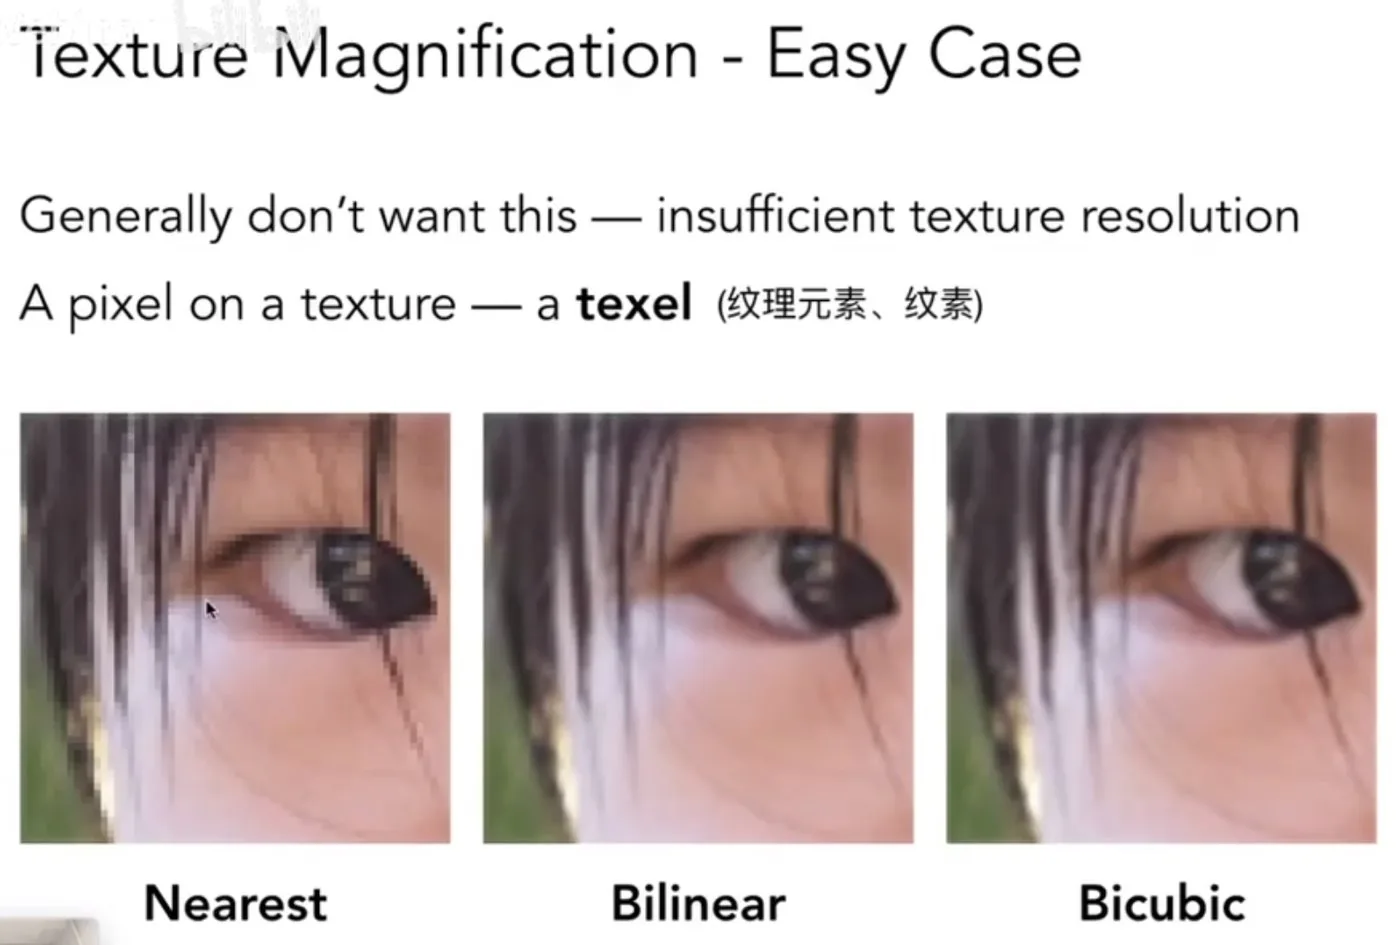 Texture Magnification - Easy Case
Generally don’t want this — insufficient texture resolution
A pixel on a texture — a texel (纹理元素、纹素)
Nearest
Bilinear
Bicubic